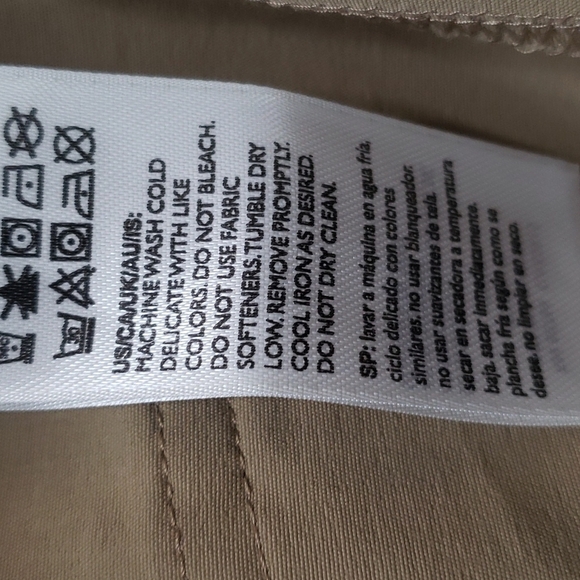 US/CA/UK/AU/IS:
MACHINE WASH COLD
DELICATE WITH LIKE
COLORS. DO NOT BLEACH.
DO NOT USE FABRIC
SOFTENERS. TUMBLE DRY
LOW. REMOVE PROMPTLY.
COOL IRON AS DESIRED.
DO NOT DRY CLEAN.
SP: lavar a máquina en agua fría.
ciclo delicado con colores
similares. no usar blanqueador.
no usar suavizantes de tela.
secar en secadora a temperatura
baja. sacar inmediatamente.
plancha fría según como se
desee. no limpiar en seco.